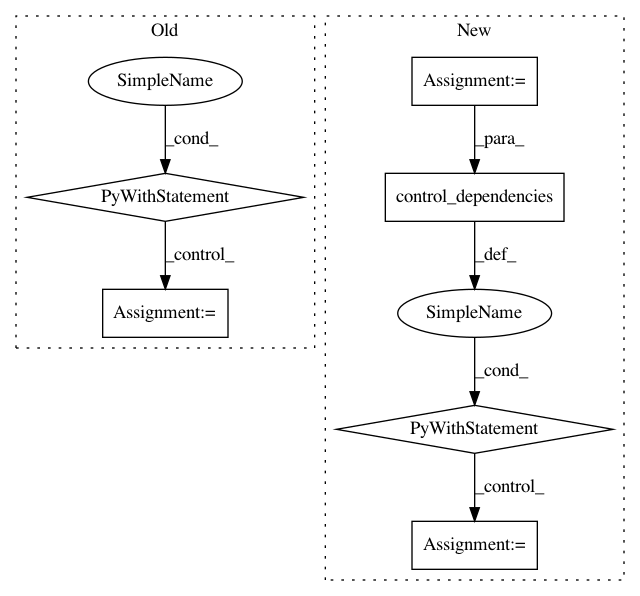 Old
SimpleName
_cond_
PyWithStatement
_control_
Assignment:=
New
Assignment:=
_para_
control_dependencies
_def_
SimpleName
_cond_
PyWithStatement
_control_
Assignment:=